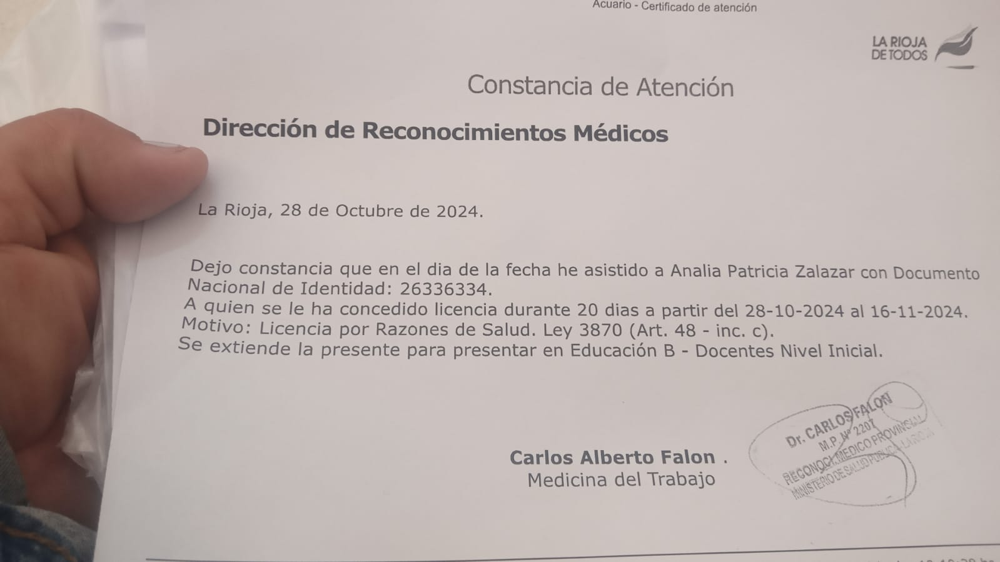 Acuario - Certificado de atención
LA RIOJA
DE TODOS
Constancia de Atención
Dirección de Reconocimientos Médicos
La Rioja, 28 de Octubre de 2024.
Dejo constancia que en el dia de la fecha he asistido a Analia Patricia Zalazar con Documento
Nacional de Identidad: 26336334.
A quien se le ha concedido licencia durante 20 dias a partir del 28-10-2024 al 16-11-2024.
Motivo: Licencia por Razones de Salud. Ley 3870 (Art. 48 - inc. c).
Se extiende la presente para presentar en Educación B - Docentes Nivel Inicial.
Carlos Alberto Falon .
Medicina del Trabajo
Dr. CARLOS FALON
M.P. Nº 2207
RECONOCI. MEDICO PROVINCIAL
MINISTERIO DE SALUD PUBLICA - LA RIOJA